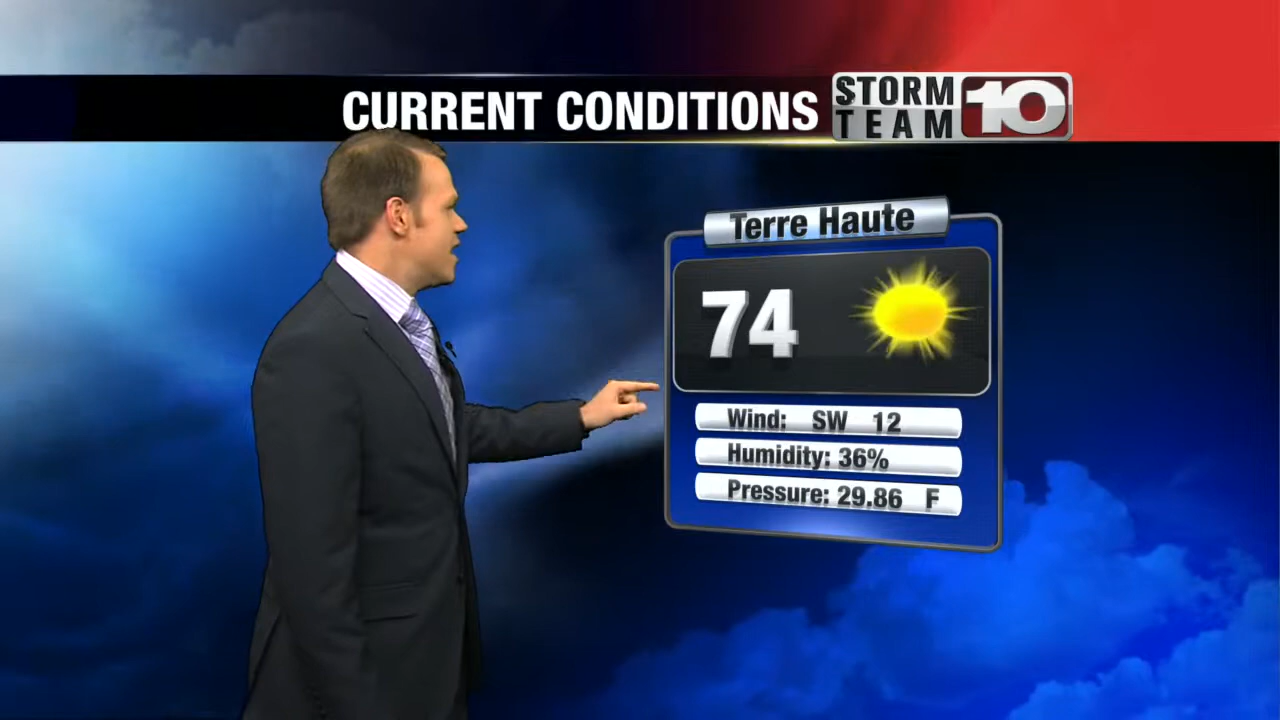 CURRENT CONDITIONS
STORM
TEAM
10
Terre Haute
74
Wind: SW 12
Humidity: 36%
Pressure: 29.86 F